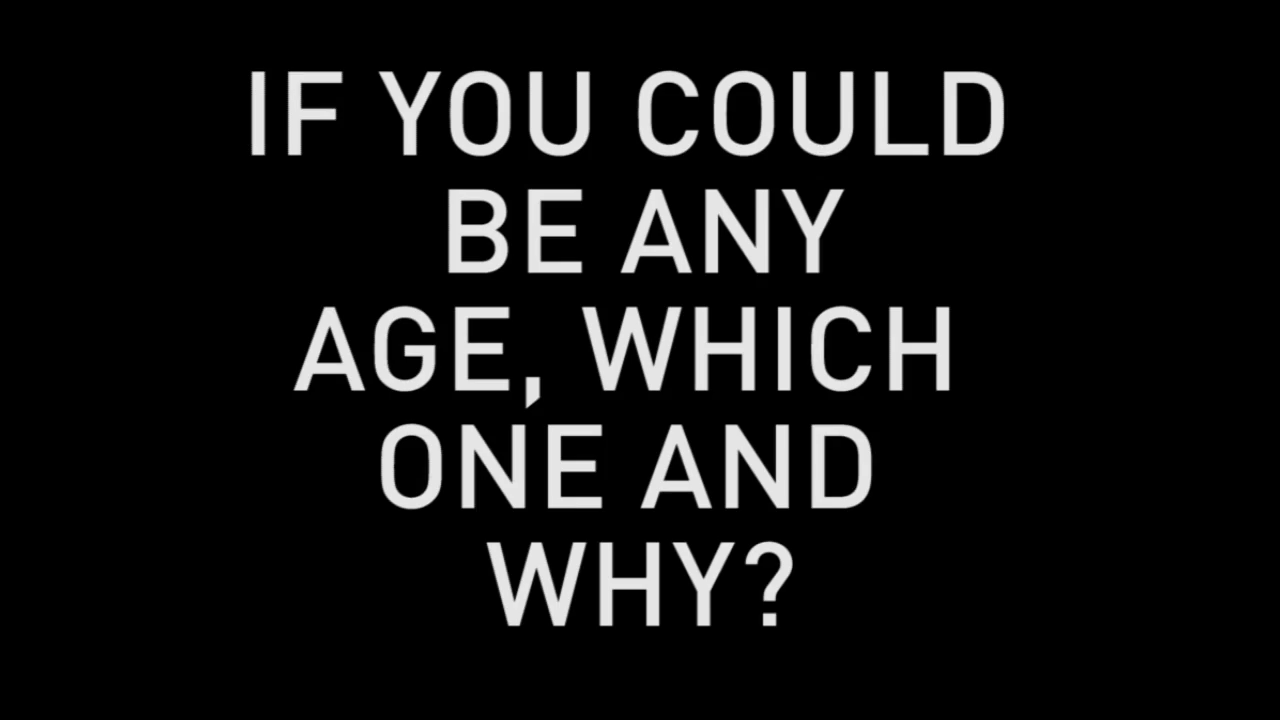 IF YOU COULD
BE ANY
AGE, WHICH
ONE AND
WHY?